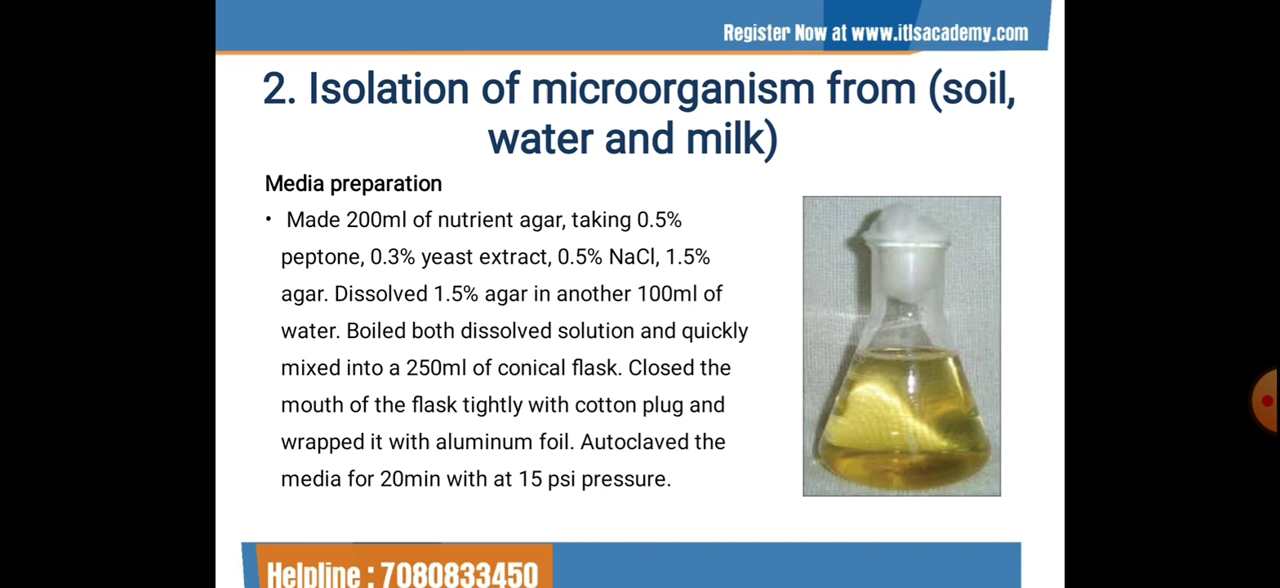 Register Now at www.itlsacademy.com
2. Isolation of microorganism from (soil,
water and milk)
Media preparation
• Made 200ml of nutrient agar, taking 0.5%
peptone, 0.3% yeast extract, 0.5% NaCl, 1.5%
agar. Dissolved 1.5% agar in another 100ml of
water. Boiled both dissolved solution and quickly
mixed into a 250ml of conical flask. Closed the
mouth of the flask tightly with cotton plug and
wrapped it with aluminum foil. Autoclaved the
media for 20min with at 15 psi pressure.
Helpline : 7080833450